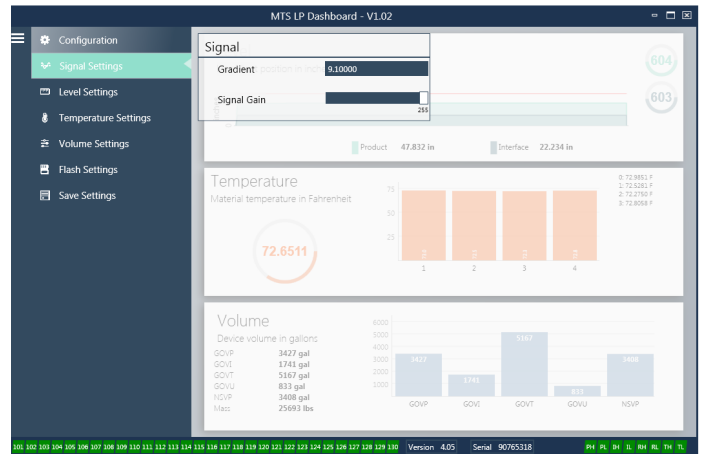 MTS LP Dashboard - V1.02
Configuration
Signal Settings
Level Settings
Temperature Settings
Volume Settings
Flash Settings
Save Settings
Signal
Gradient 9.10000
Signal Gain
255
604
603
Product 47.832 in Interface 22.234 in
Temperature
Material temperature in Fahrenheit
72.6511
75
50
25
1 2 3 4
0: 72.9851 F
1: 72.5281 F
2: 72.2750 F
3: 72.8058 F
Volume
Device volume in gallons
GOVP 3427 gal
GOVI 1741 gal
GOVT 5167 gal
GOVU 833 gal
NSVP 3408 gal
Mass 25693 lbs
6000
5000
4000
3000
2000
1000
3427 1741 5167 833 3408
GOVP GOVI GOVT GOVU NSVP
101 102 103 104 105 106 107 108 109 110 111 112 113 114 115 116 117 118 119 120 121 122 123 124 125 126 127 128 129 130 Version 4.05 Serial 90765318 PH PL IH IL RH RL TH TL